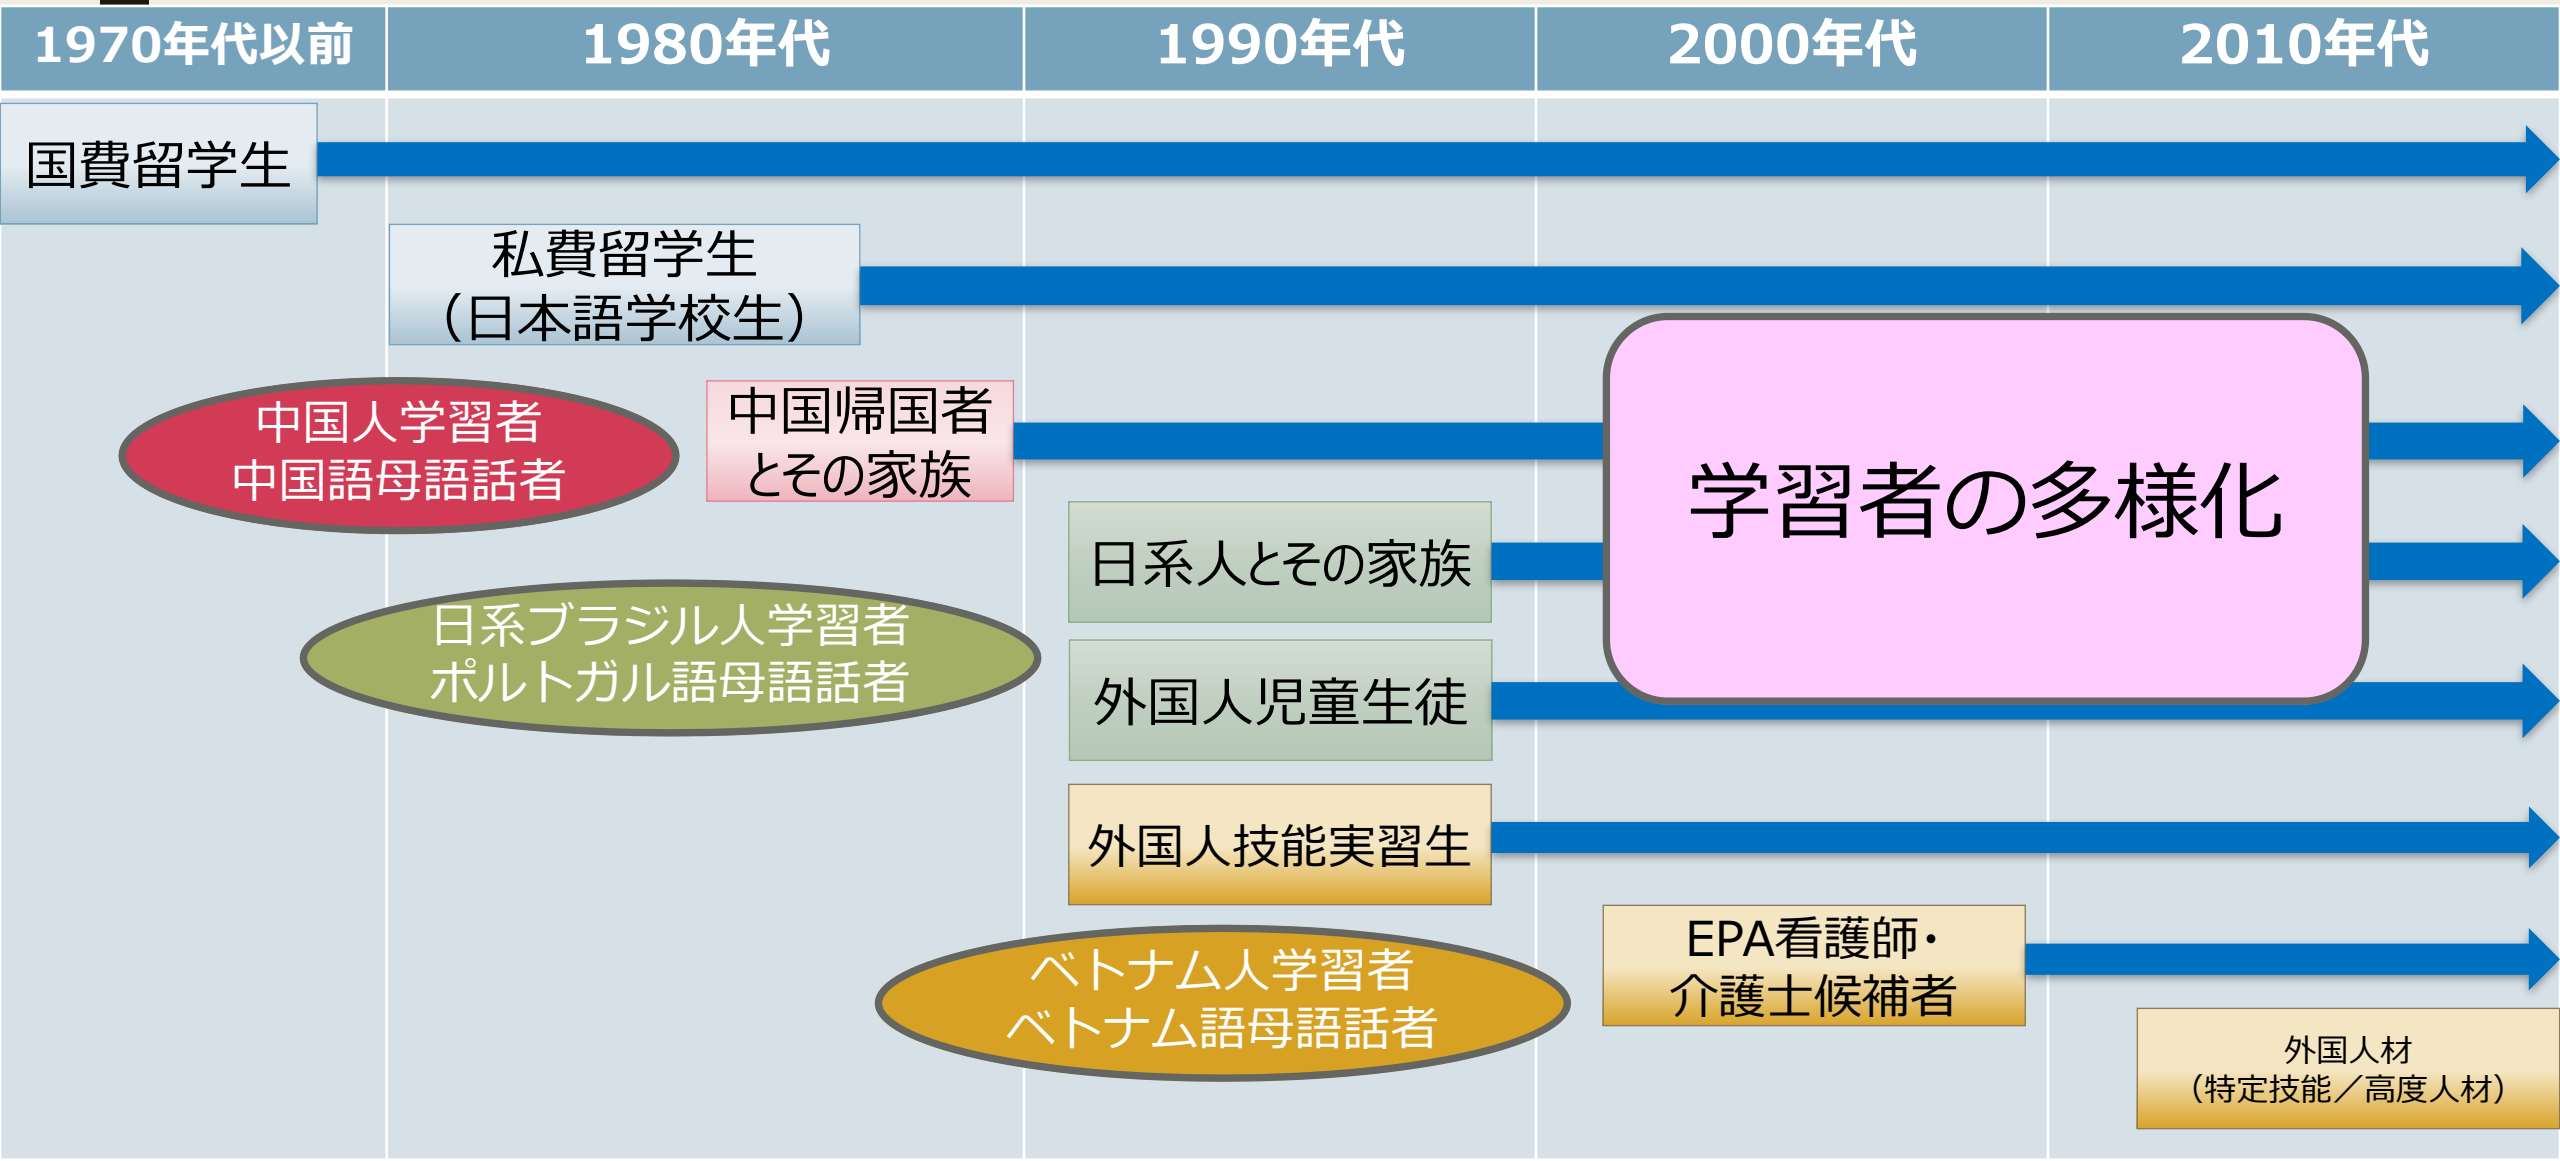 1970年代以前
1980年代
1990年代
2000年代
2010年代
国費留学生
私費留学生
（日本語学校生）
中国人学習者
中国語母語話者
中国帰国者
とその家族
学習者の多様化
日系人とその家族
日系ブラジル人学習者
ポルトガル語母語話者
外国人児童生徒
外国人技能実習生
EPA看護師・
介護士候補者
ベトナム人学習者
ベトナム語母語話者
外国人材
（特定技能／高度人材）